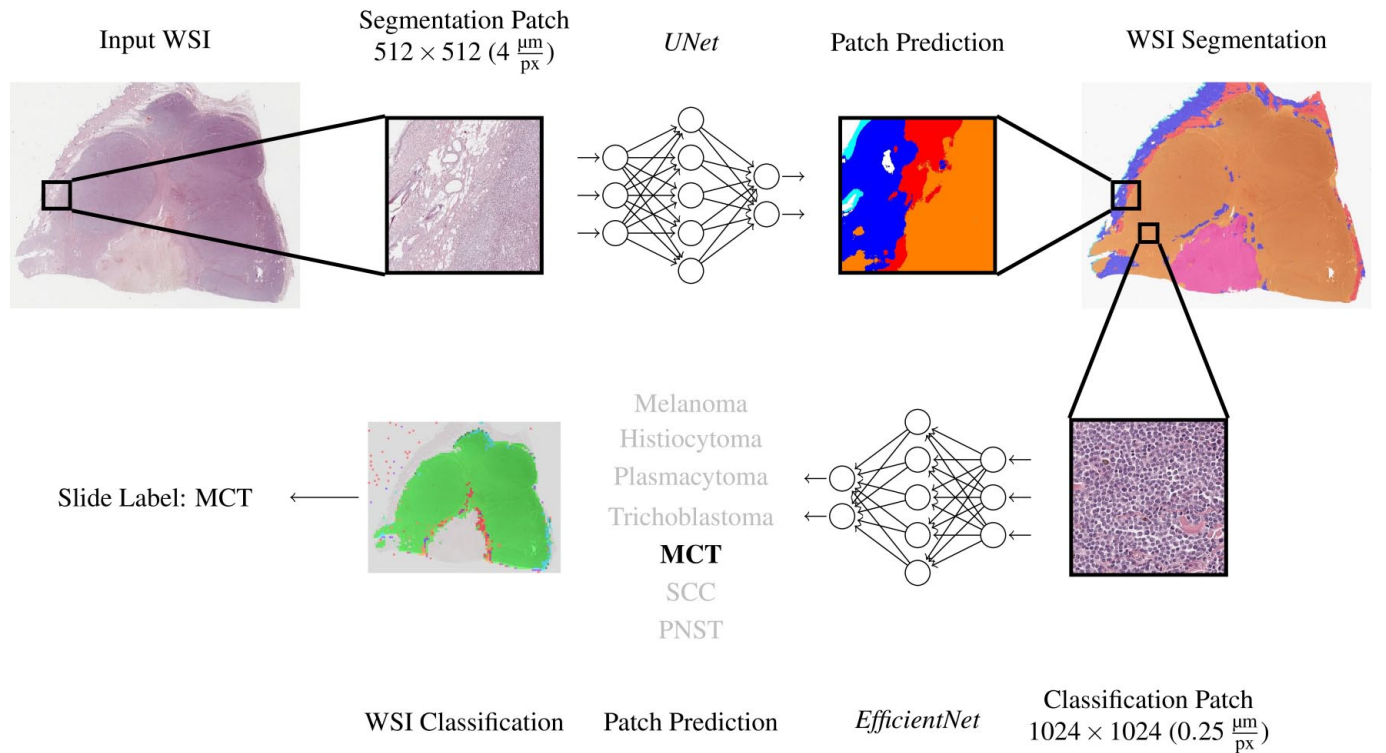 Input WSI
Segmentation Patch
512 × 512 (4 μm/px)
UNet
Patch Prediction
WSI Segmentation
Melanoma
Histiocytoma
Plasmacytoma
Trichoblastoma
MCT
SCC
PNST
Slide Label: MCT
WSI Classification
Patch Prediction
EfficientNet
Classification Patch
1024 × 1024 (0.25 μm/px)